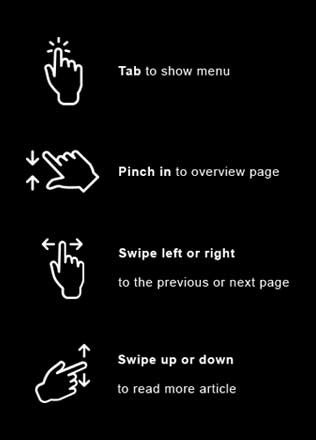 Tab to show menu
Pinch in to overview page
Swipe left or right
to the previous or next page
Swipe up or down
to read more article